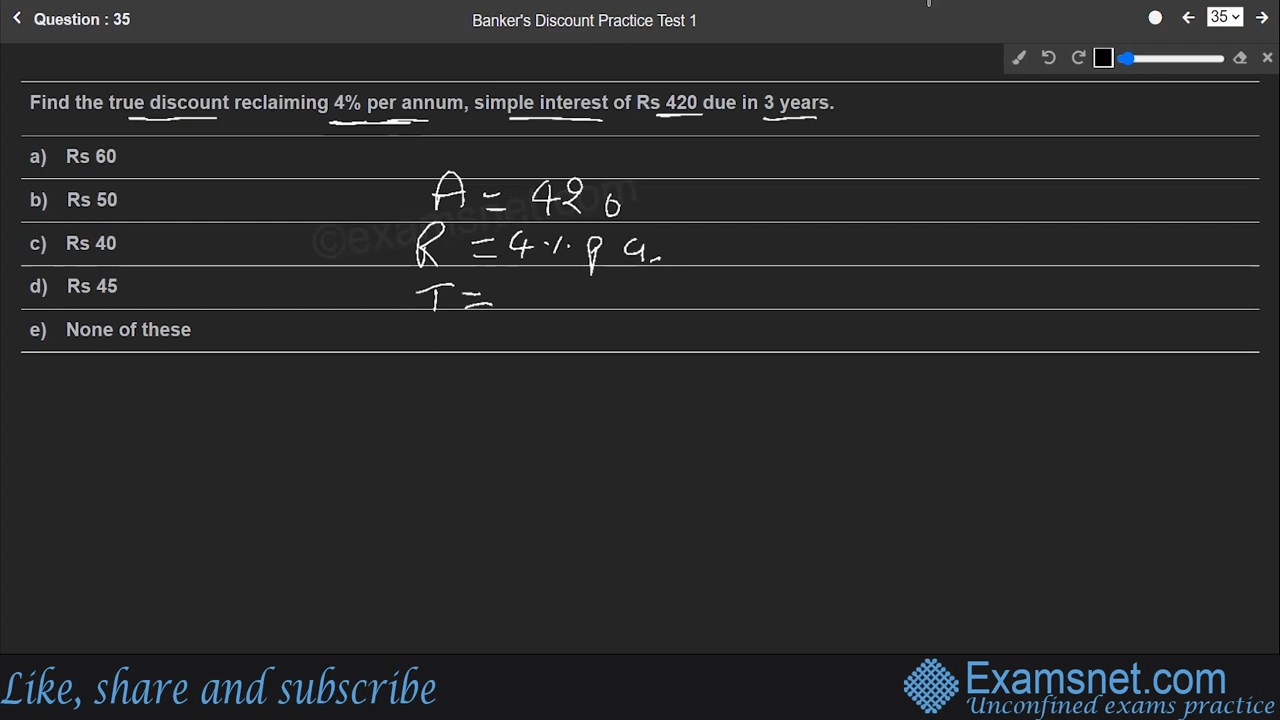 Question : 35
Banker's Discount Practice Test 1
35
Find the true discount reclaiming 4% per annum, simple interest of Rs 420 due in 3 years.
a) Rs 60
b) Rs 50
c) Rs 40
d) Rs 45
e) None of these
A = 420
R = 4 % p a.
T =
©examsnet.com
Like, share and subscribe
Examsnet.com
Unconfined exams practice